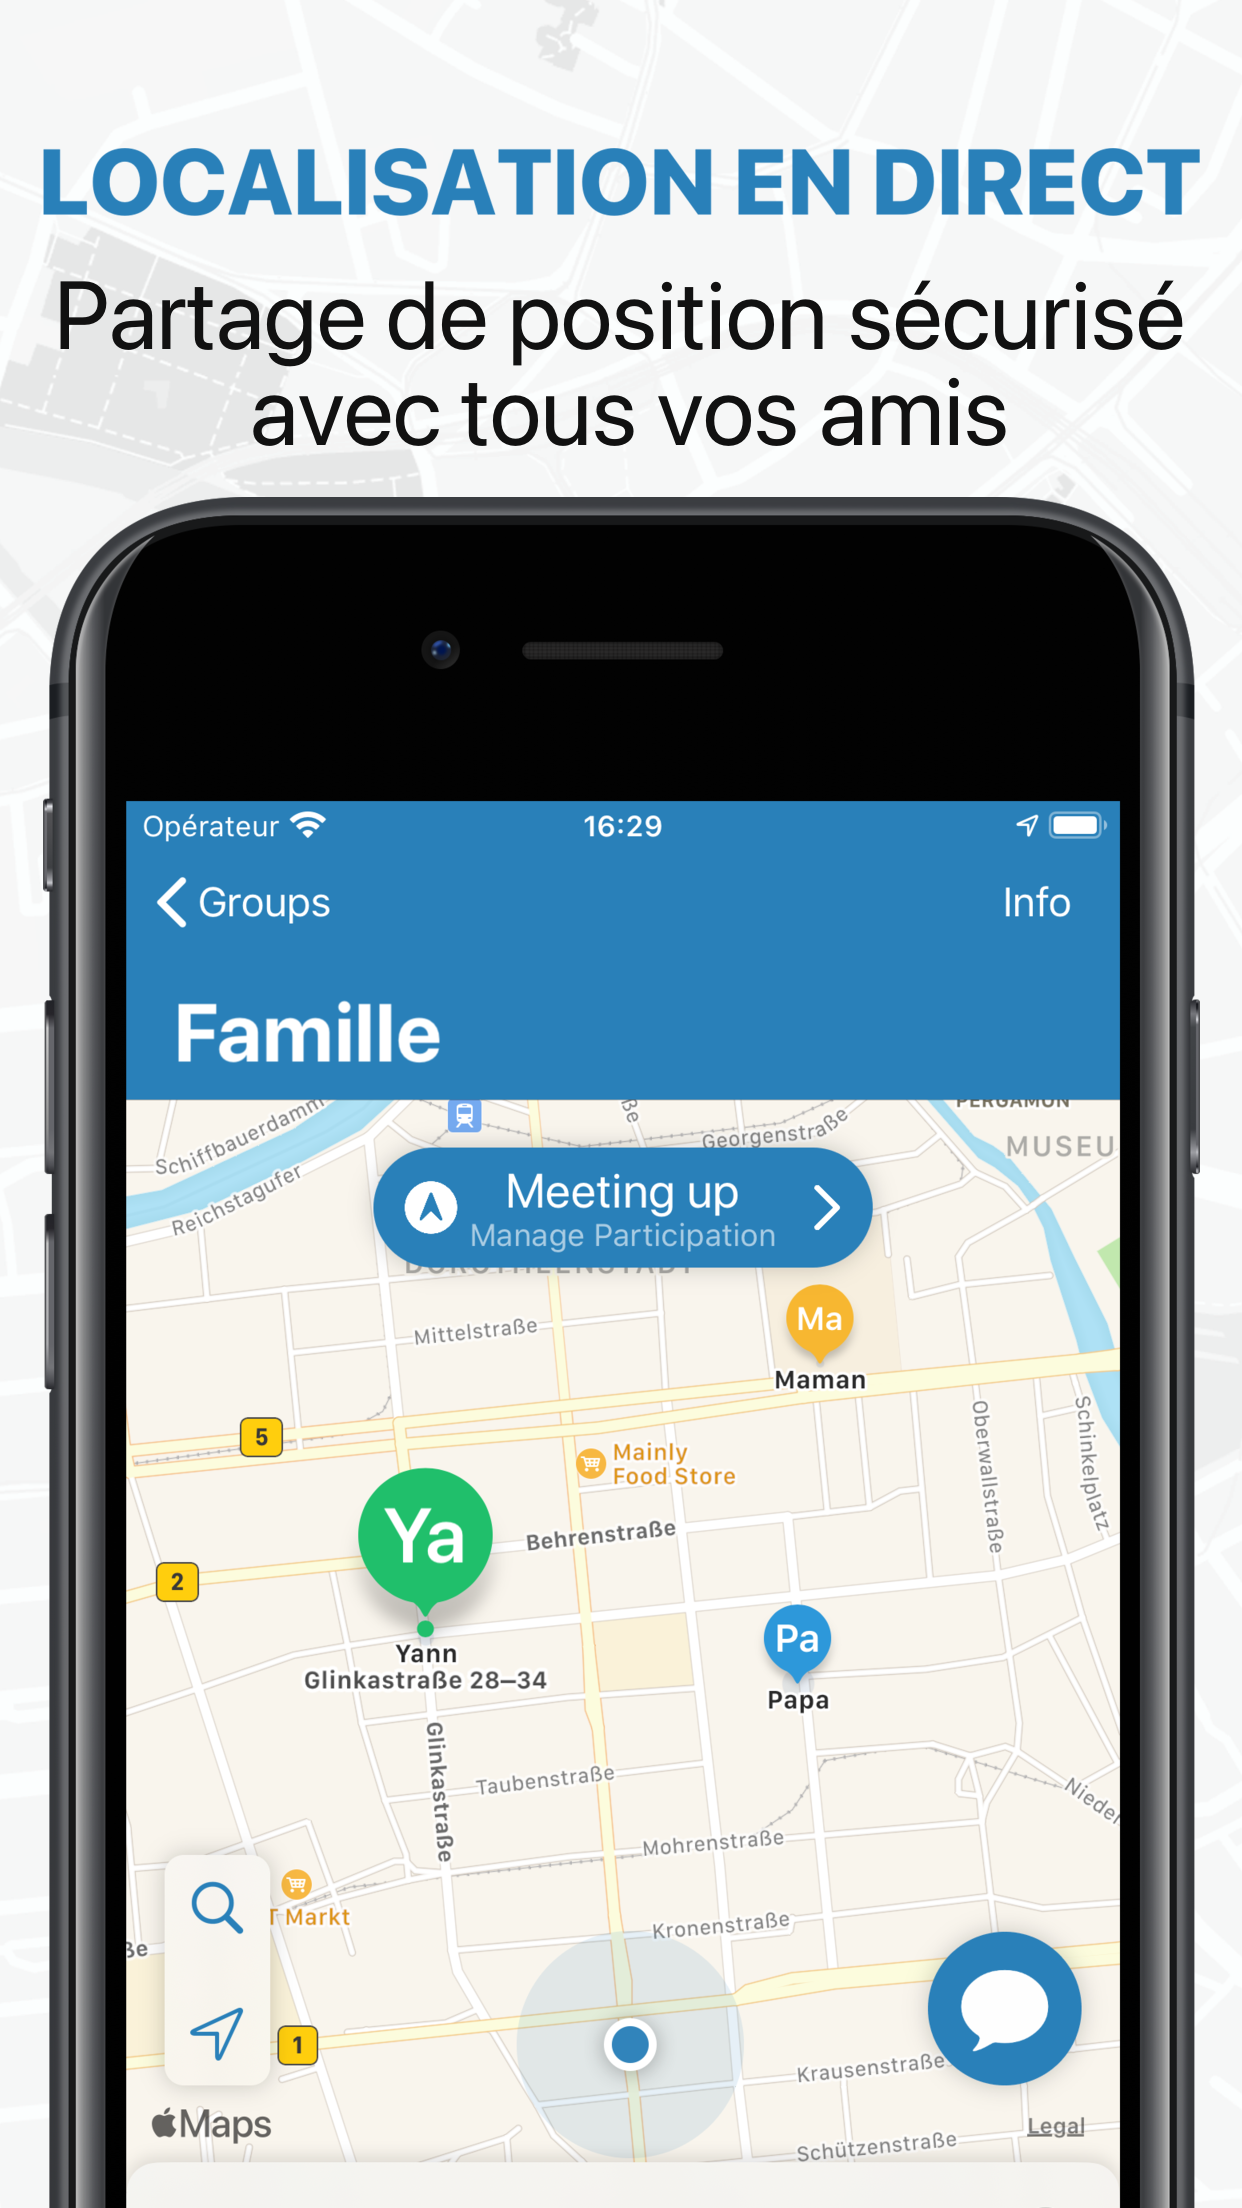 LOCALISATION EN DIRECT
Partage de position sécurisé
avec tous vos amis
Opérateur
16:29
Groups
Info
Famille
Schiffbauerdamm
Reichstagufer
Georgenstraße
PERGAMON
MUSEU
Meeting up
Manage Participation
DOROTHEENSTADT
Mittelstraße
Ma
Maman
5
Mainly
Food Store
Oberwallstraße
Schinkelplatz
Ya
Behrenstraße
2
Yann
Glinkastraße 28–34
Pa
Papa
Glinkastraße
Taubenstraße
Nieder
Mohrenstraße
T Markt
Kronenstraße
ße
1
Krausenstraße
Maps
Legal
Schützenstraße